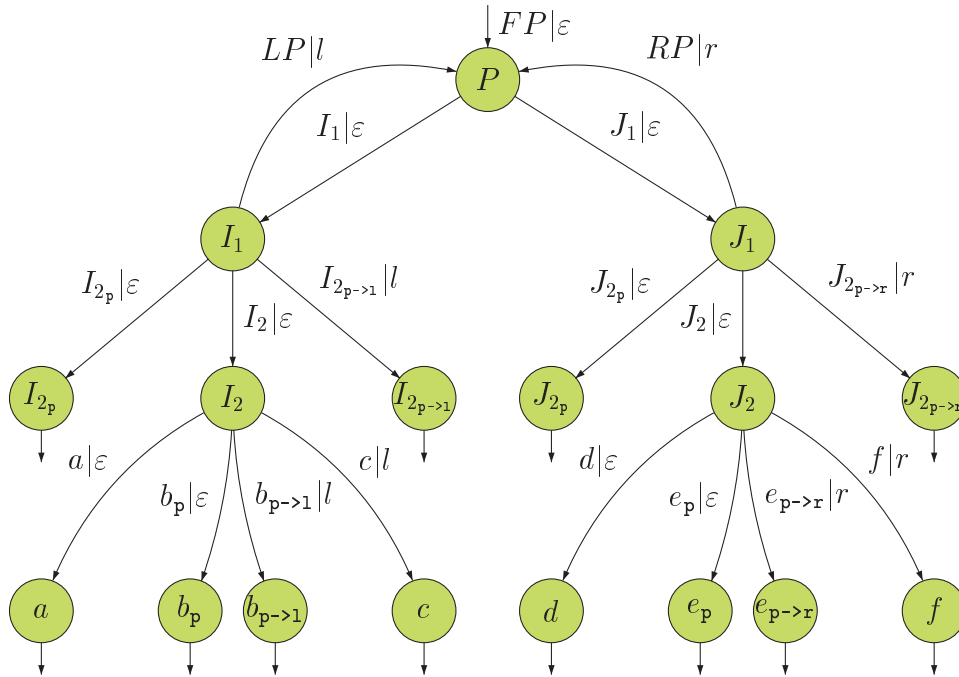 FP|ε
LP|l
RP|r
P
I₁|ε
J₁|ε
I₁
J₁
I₂ₚ|ε
I₂|ε
I₂ₚ₋>ₗ|l
J₂ₚ|ε
J₂|ε
J₂ₚ₋>ᵣ|r
I₂ₚ
I₂
I₂ₚ₋>ₗ
J₂ₚ
J₂
J₂ₚ₋>ᵣ
a|ε
bₚ|ε
bₚ₋>ₗ|l
c|l
d|ε
eₚ|ε
eₚ₋>ᵣ|r
f|r
a
bₚ
bₚ₋>ₗ
c
d
eₚ
eₚ₋>ᵣ
f